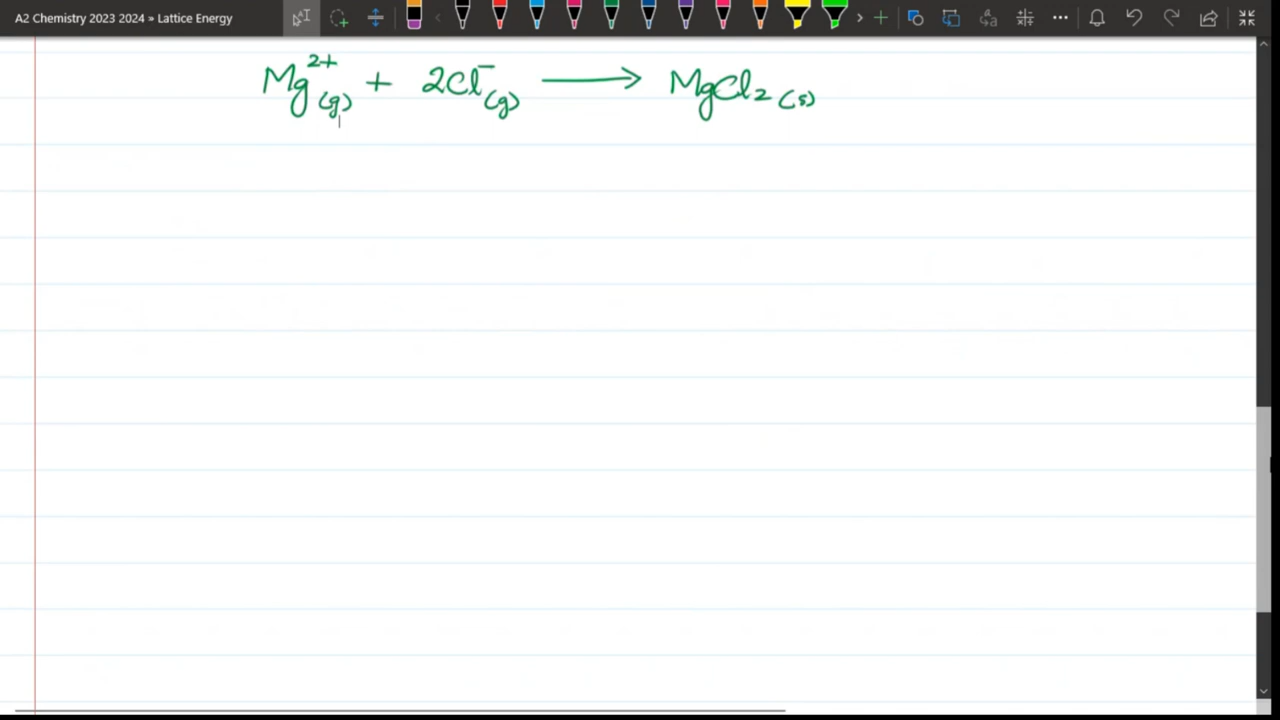 A2 Chemistry 2023 2024 » Lattice Energy
Mg²⁺(g) + 2Cl⁻(g) ⟶ MgCl₂(s)